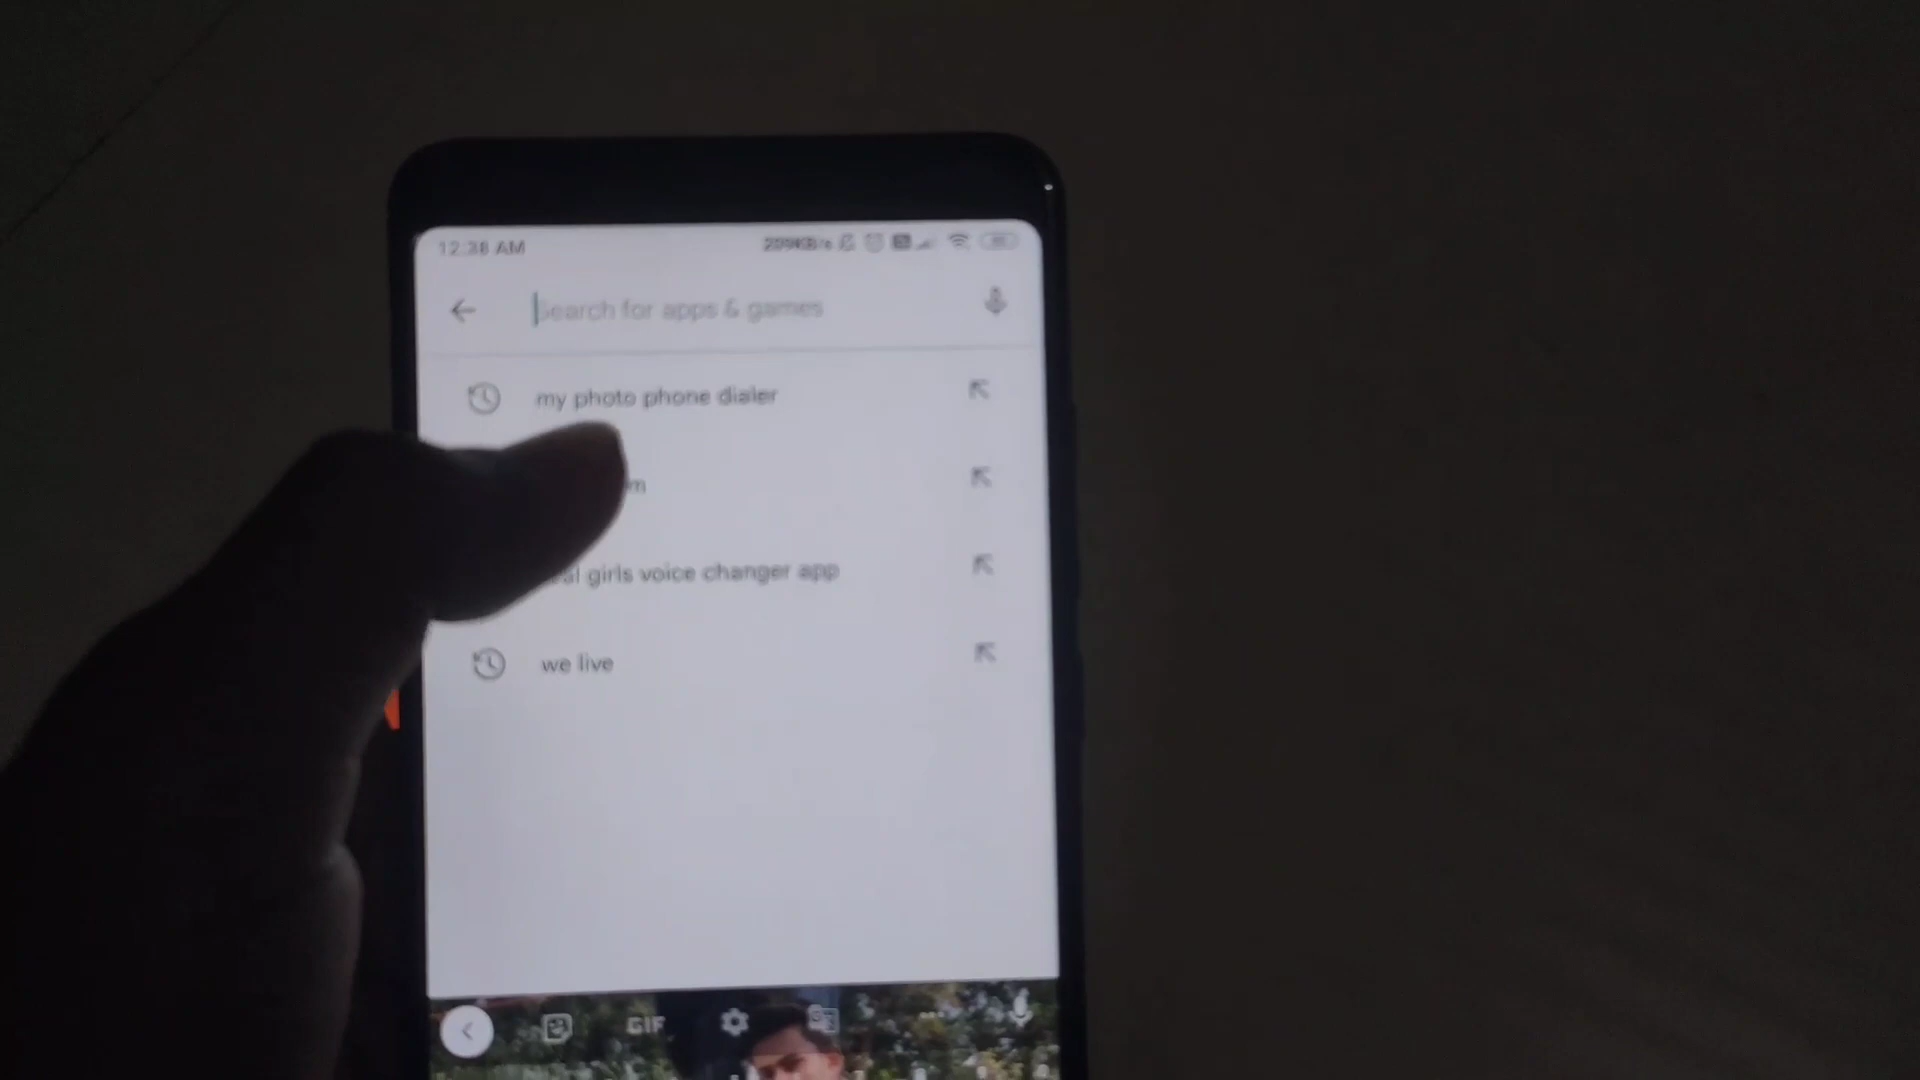 12:38 AM
Search for apps & games
my photo phone dialer
girls voice changer app
we live
GIF